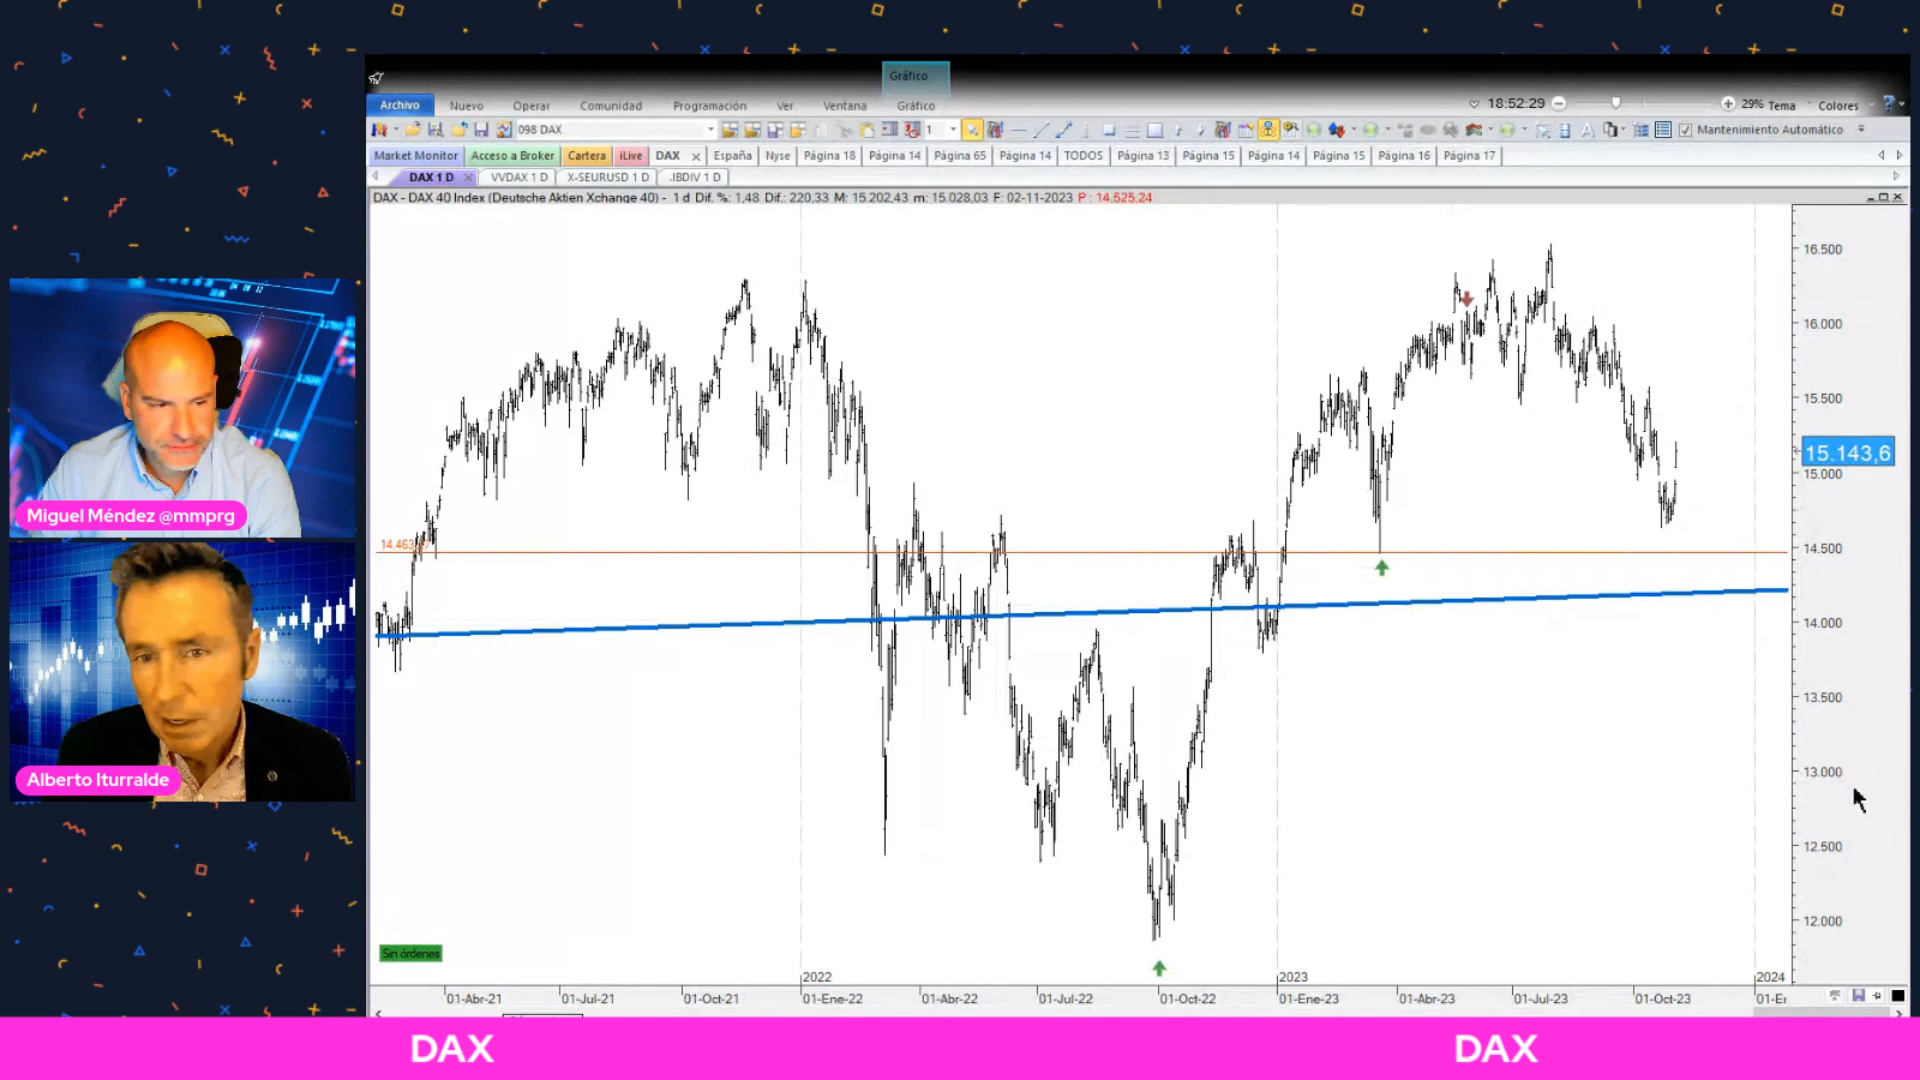 Gráfico
Archivo Nuevo Operar Comunidad Programación Ver Ventana Gráfico 18:52:29 29% Tema Colores
098 DAX 1 Mantenimiento Automático
Market Monitor Acceso a Broker Cartera iLive DAX España Nyse Página 18 Página 14 Página 65 Página 14 TODOS Página 13 Página 15 Página 14 Página 15 Página 16 Página 17
DAX 1 D VVDAX 1 D X-SEURUSD 1 D .IBDIV 1 D
DAX - DAX 40 Index (Deutsche Aktien Xchange 40) - 1 d Dif. %: 1,48 Dif.: 220,33 M: 15.202,43 m: 15.028,03 F: 02-11-2023 P : 14.525,24
16.500
16.000
15.500
15.143,6
15.000
14.500
14.000
13.500
13.000
12.500
12.000
Miguel Méndez @mmprg
Alberto Iturralde
Sin órdenes
2022 2023 2024
01-Abr-21 01-Jul-21 01-Oct-21 01-Ene-22 01-Abr-22 01-Jul-22 01-Oct-22 01-Ene-23 01-Abr-23 01-Jul-23 01-Oct-23
DAX DAX